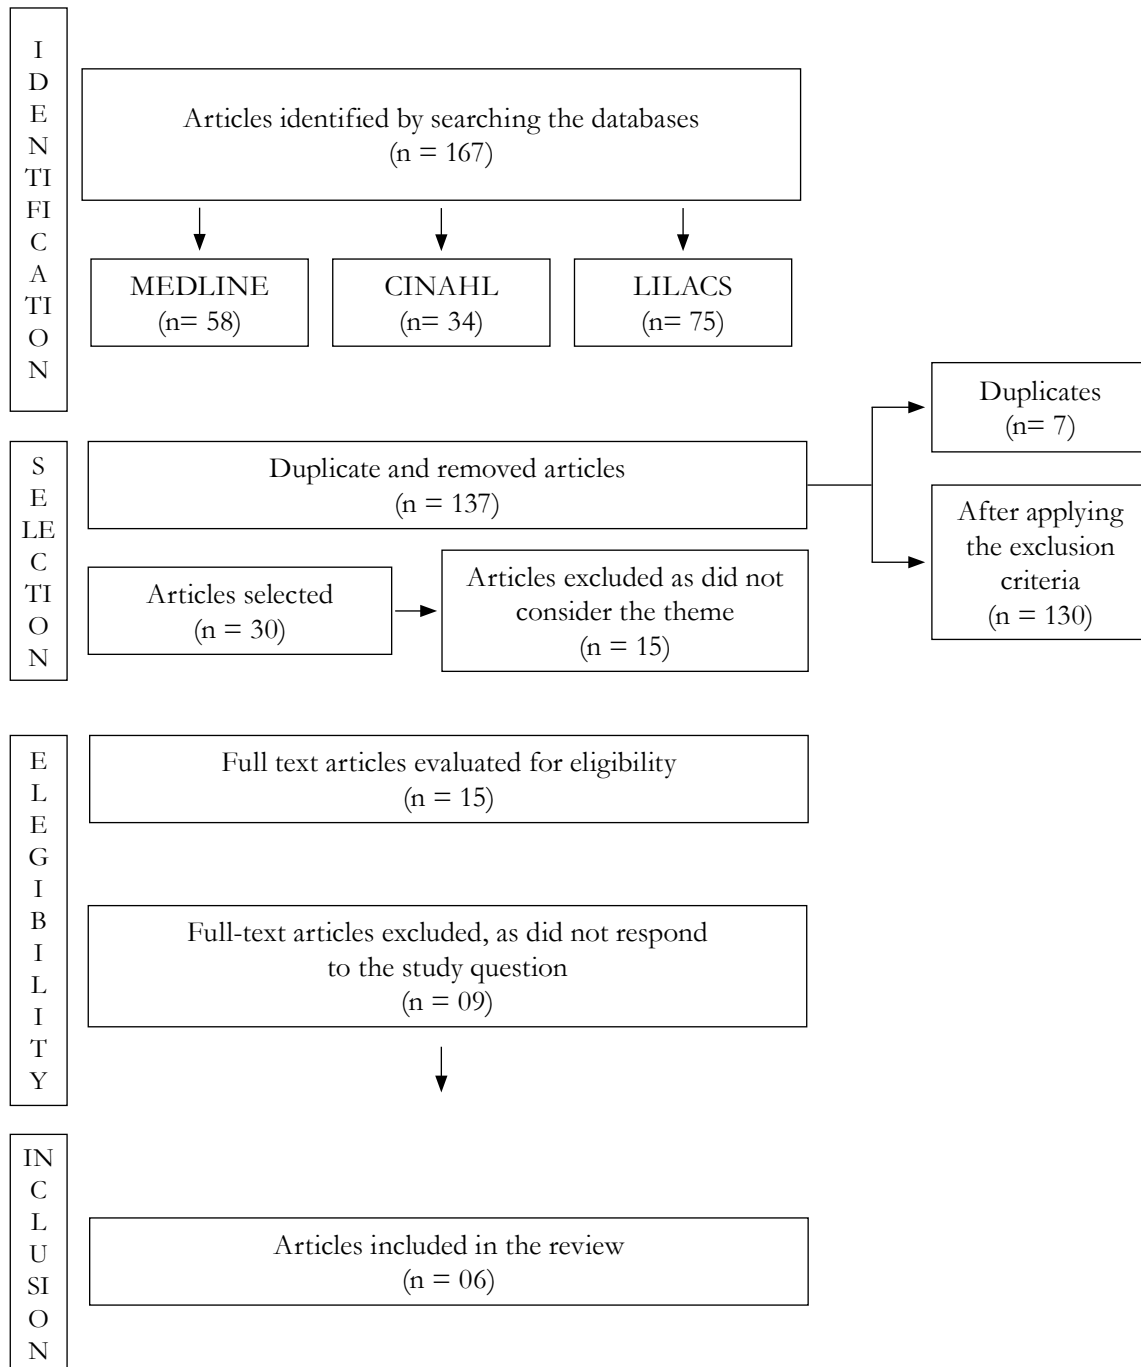 I
D
E
N
TI
FI
C
A
TI
O
N
Articles identified by searching the databases
(n = 167)
MEDLINE
(n= 58)
CINAHL
(n= 34)
LILACS
(n= 75)
S
E
LE
C
TI
O
N
Duplicate and removed articles
(n = 137)
Duplicates
(n= 7)
After applying
the exclusion
criteria
(n = 130)
Articles selected
(n = 30)
Articles excluded as did not
consider the theme
(n = 15)
E
L
E
G
I
B
I
L
I
T
Y
Full text articles evaluated for eligibility
(n = 15)
Full-text articles excluded, as did not respond
to the study question
(n = 09)
IN
C
L
U
SI
O
N
Articles included in the review
(n = 06)